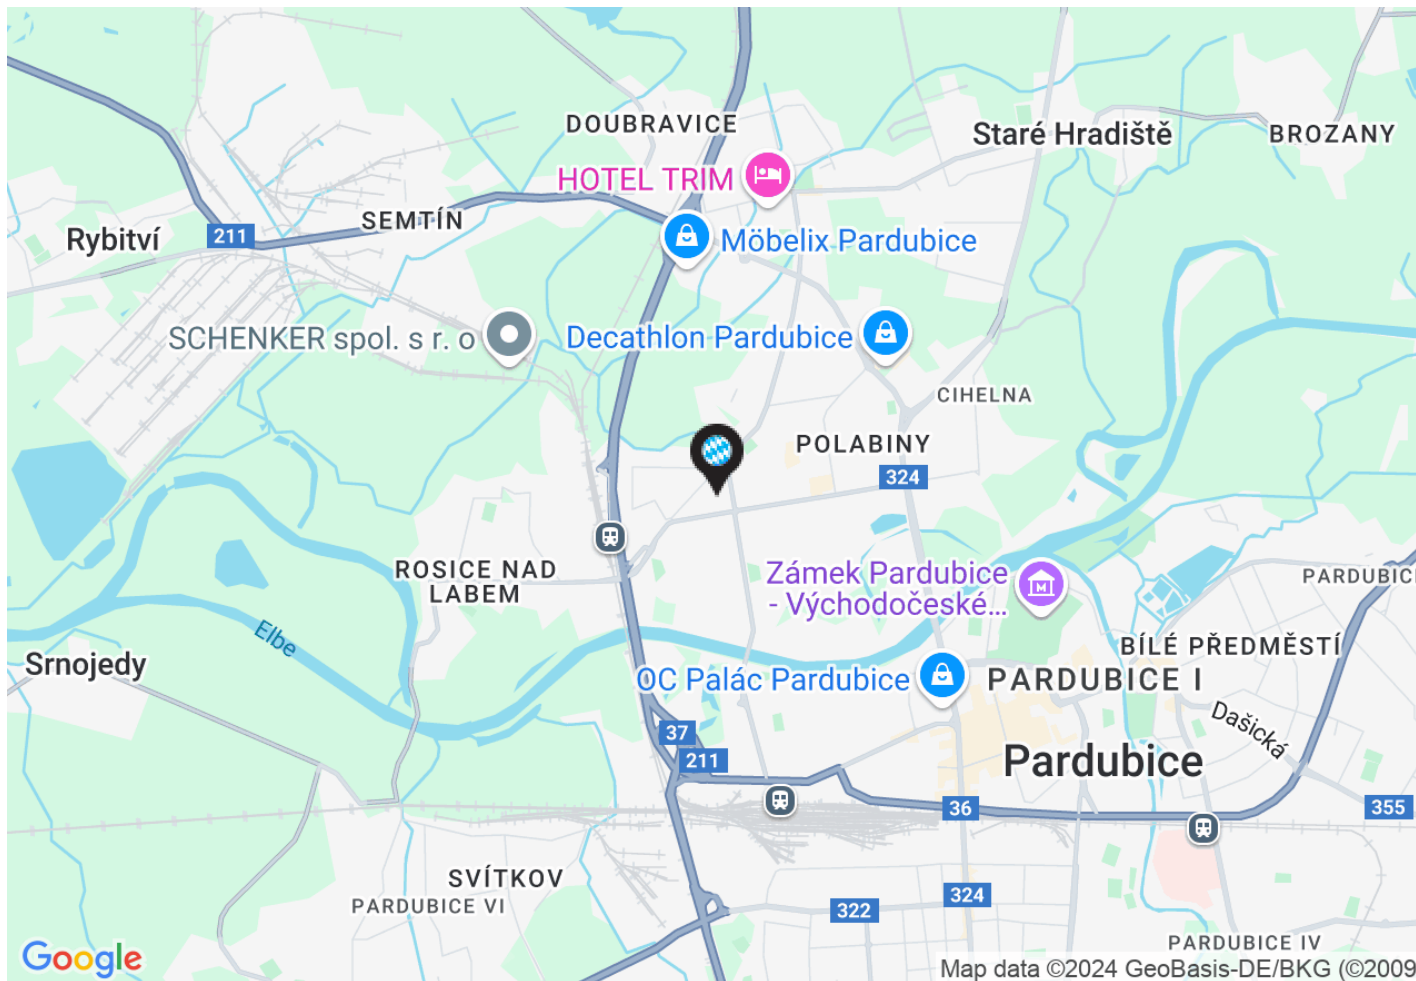 DOUBRAVICE
Staré Hradiště
BROZANY
HOTEL TRIM
SEMTÍN
Rybitví
211
Möbelix Pardubice
SCHENKER spol. s r. o
Decathlon Pardubice
CIHELNA
POLABINY
324
ROSICE NAD
LABEM
Zámek Pardubice
- Východočeské...
PARDUBICE
Elbe
BÍLÉ PŘEDMĚSTÍ
Srnojedy
OC Palác Pardubice
PARDUBICE I
Dašická
37
211
Pardubice
36
355
SVÍTKOV
PARDUBICE VI
324
322
PARDUBICE IV
Google
Map data ©2024 GeoBasis-DE/BKG (©2009